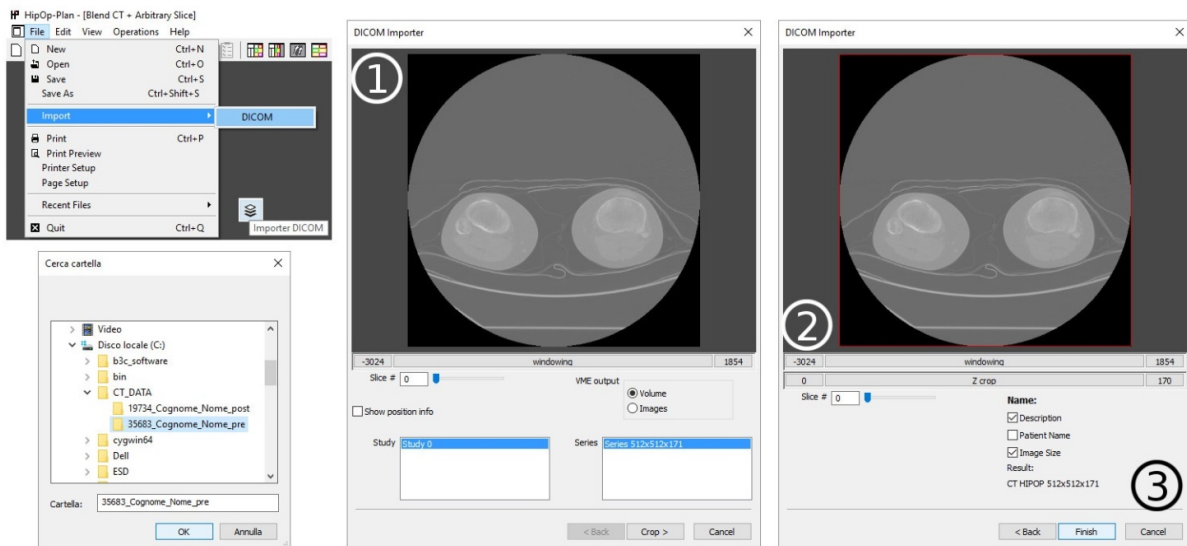 HipOp-Plan - [Blend CT + Arbitrary Slice]
File Edit View Operations Help
New Ctrl+N
Open Ctrl+O
Save Ctrl+S
Save As Ctrl+Shift+S
Import
DICOM
Print Ctrl+P
Print Preview
Printer Setup
Page Setup
Recent Files
Quit Ctrl+Q
Importer DICOM
Cerca cartella
Video
Disco locale (C:)
b3c_software
bin
CT_DATA
19734_Cognome_Nome_post
35683_Cognome_Nome_pre
cygwin64
Dell
ESD
Cartella: 35683_Cognome_Nome_pre
OK Annulla
DICOM Importer
1
-3024 windowing 1854
Slice # 0
VME output
Volume
Images
Show position info
Study Study 0
Series Series 512x512x171
< Back Crop > Cancel
DICOM Importer
2
-3024 windowing 1854
0 Z crop 170
Slice # 0
Name:
Description
Patient Name
Image Size
Result:
CT HIPOP 512x512x171
3
< Back Finish Cancel